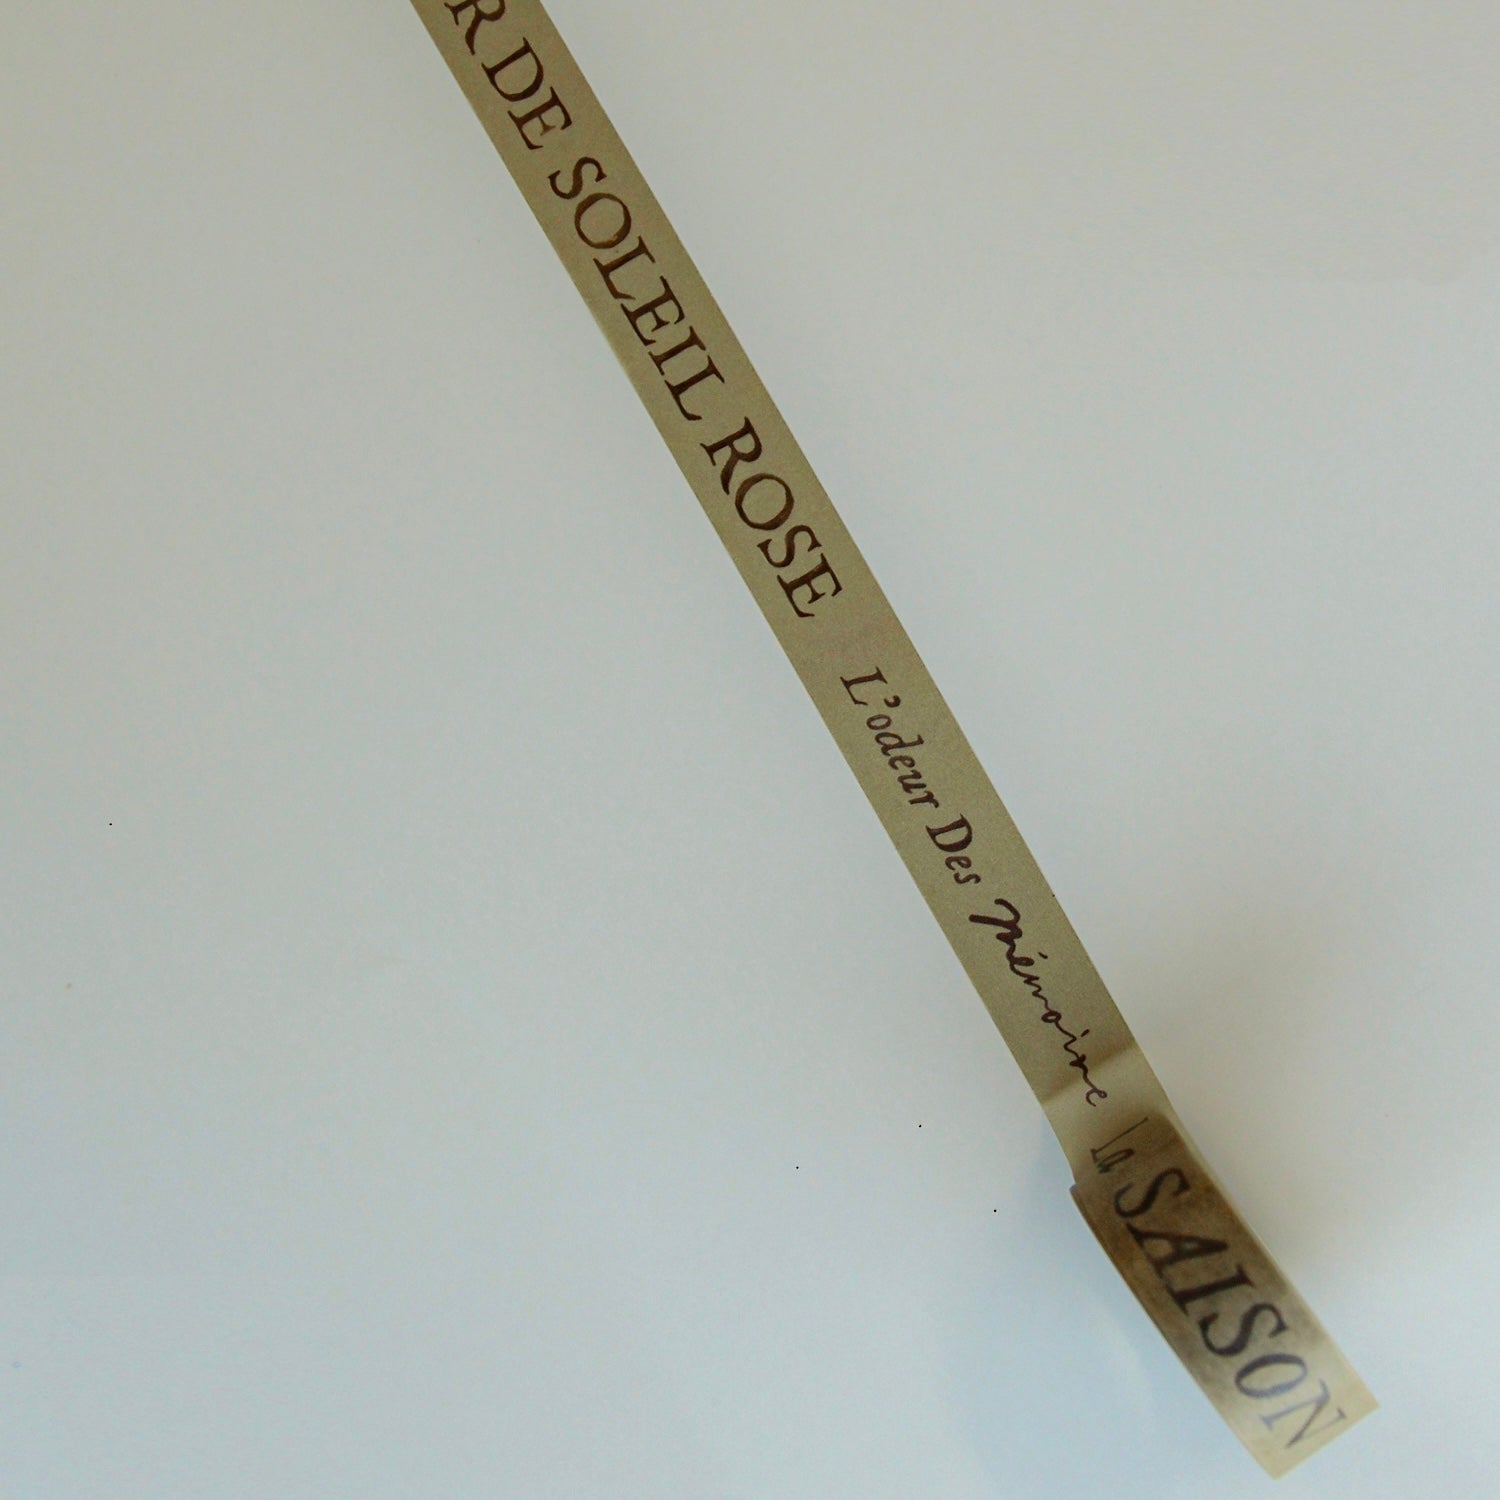 R DE SOLEIL ROSE L'odeur Des mémoire la SAISON